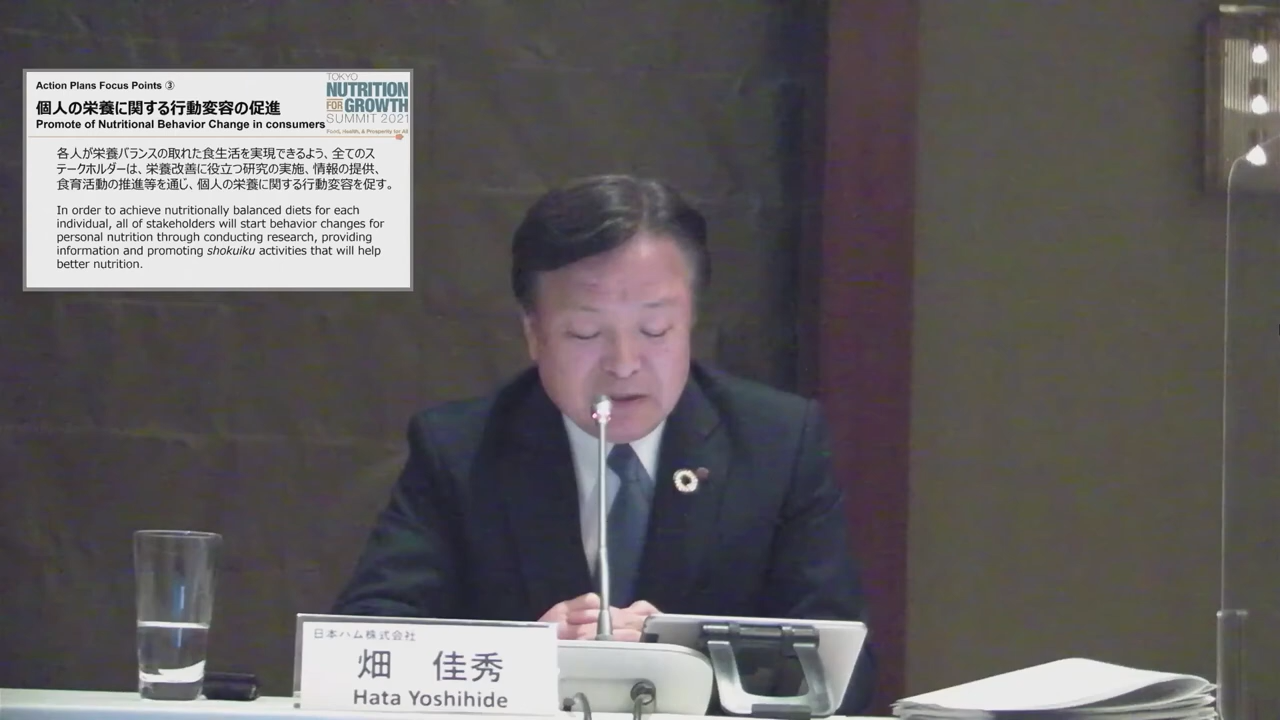 Action Plans Focus Points ③
個人の栄養に関する行動変容の促進
Promote of Nutritional Behavior Change in consumers
TOKYO
NUTRITION
FOR GROWTH
SUMMIT 2021
Food, Health, & Prosperity for All
各人が栄養バランスの取れた食生活を実現できるよう、全てのス
テークホルダーは、栄養改善に役立つ研究の実施、情報の提供、
食育活動の推進等を通じ、個人の栄養に関する行動変容を促す。
In order to achieve nutritionally balanced diets for each
individual, all of stakeholders will start behavior changes for
personal nutrition through conducting research, providing
information and promoting shokuiku activities that will help
better nutrition.
日本ハム株式会社
畑 佳秀
Hata Yoshihide